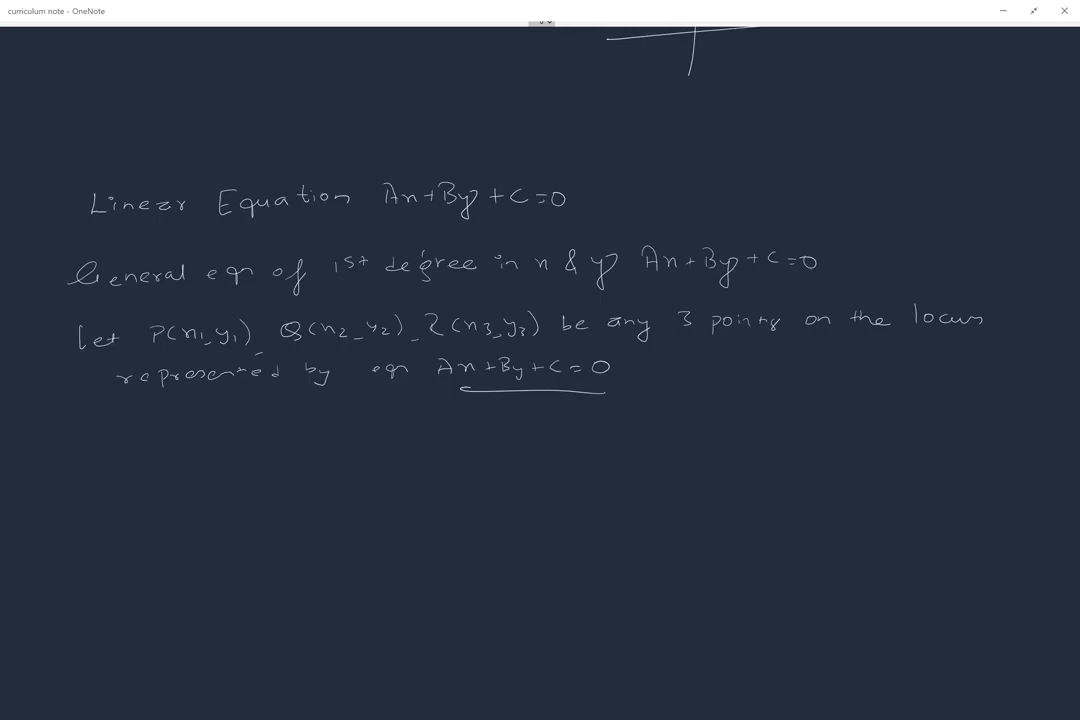 curriculum note - OneNote
Linear Equation Ax+By+C=0
General eqn of 1st degree in x & y Ax+By+C=0
Let P(x1,y1) Q(x2,y2), R(x3,y3) be any 3 points on the locus
represented by eqn Ax+By+C=0